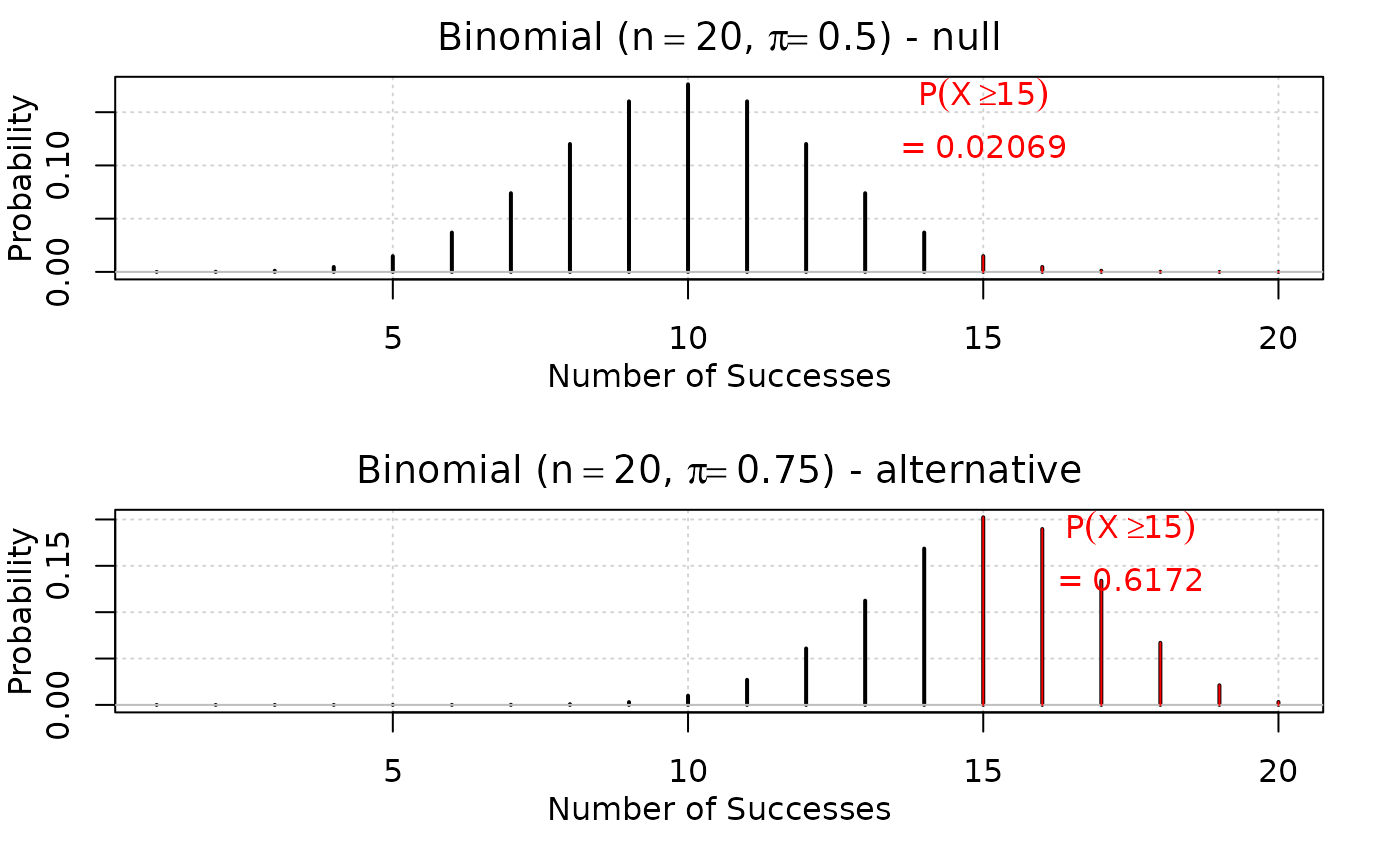 Binomial (n = 20, π= 0.5) - null
P(X ≥15)
= 0.02069
Probability
0.10
0.00
5 10 15 20
Number of Successes
Binomial (n = 20, π= 0.75) - alternative
P(X ≥15)
= 0.6172
Probability
0.15
0.00
5 10 15 20
Number of Successes